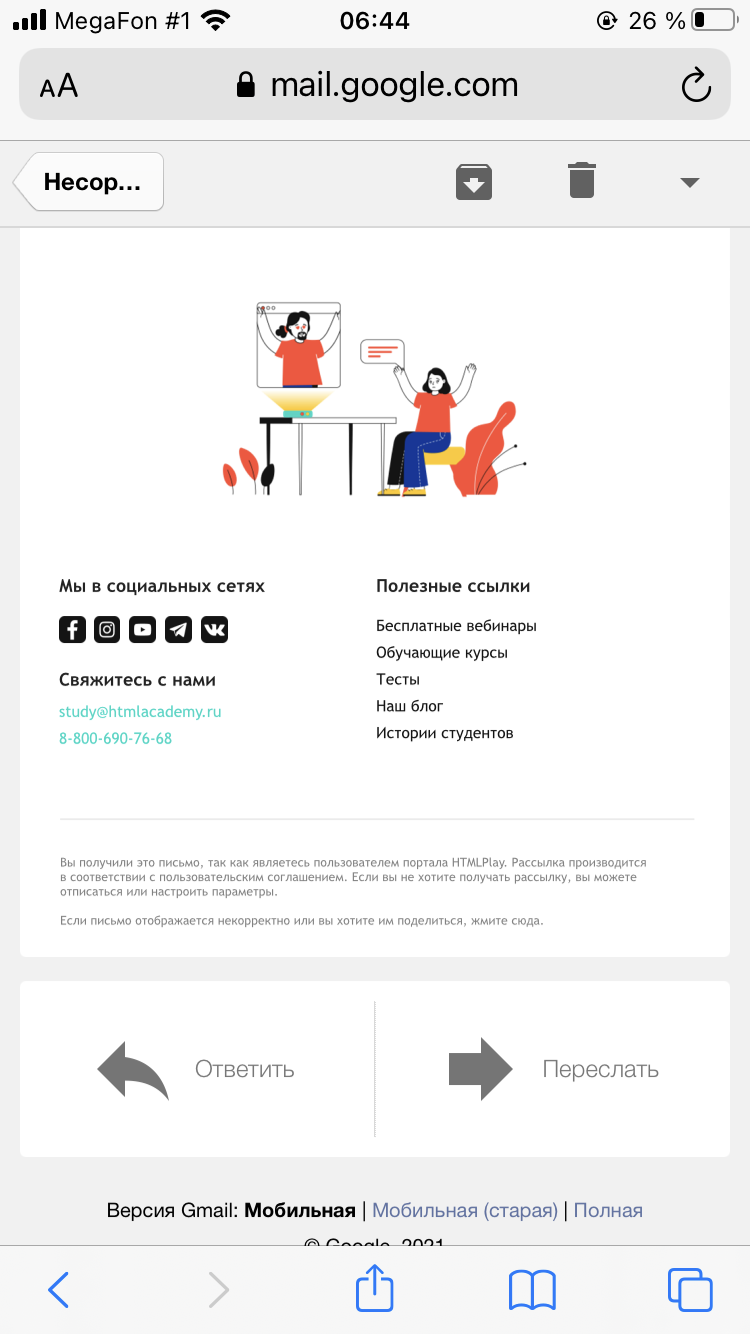 MegaFon #1 06:44 26 %
AA mail.google.com
Несор...
Мы в социальных сетях
Свяжитесь с нами
study@htmlacademy.ru
8-800-690-76-68
Полезные ссылки
Бесплатные вебинары
Обучающие курсы
Тесты
Наш блог
Истории студентов
Вы получили это письмо, так как являетесь пользователем портала HTMLPlay. Рассылка производится
в соответствии с пользовательским соглашением. Если вы не хотите получать рассылку, вы можете
отписаться или настроить параметры.
Если письмо отображается некорректно или вы хотите им поделиться, жмите сюда.
Ответить
Переслать
Версия Gmail: Мобильная | Мобильная (старая) | Полная
© Google, 2021